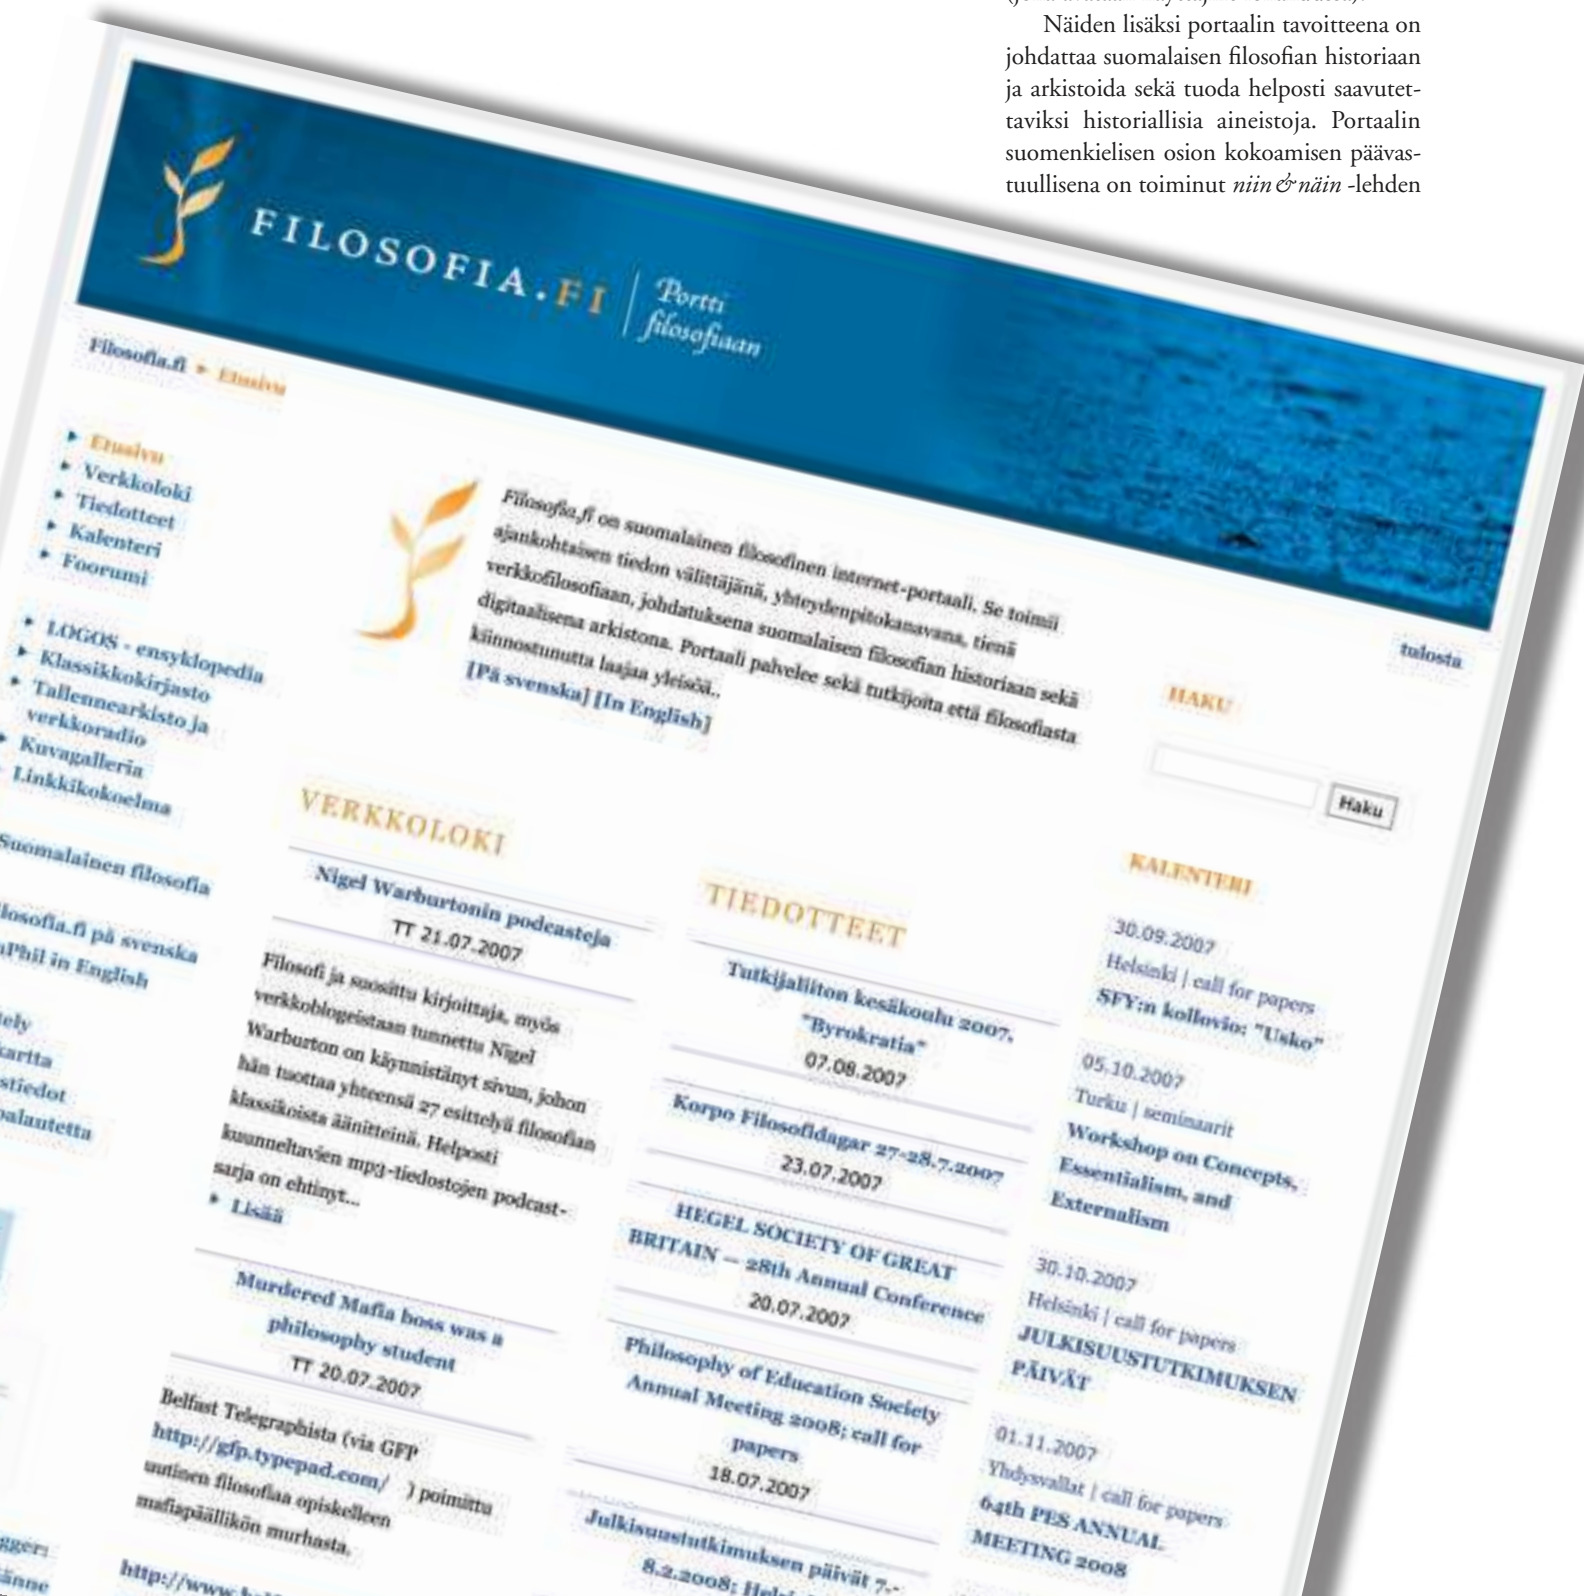 Näiden lisäksi portaalin tavoitteena on
johdattaa suomalaisen filosofian historiaan
ja arkistoida sekä tuoda helposti saavutet-
taviksi historiallisia aineistoja. Portaalin
suomenkielisen osion kokoamisen päävas-
tuullisena on toiminut niin & näin -lehden
FILOSOFIA.FI
Portti
filosofiaan
Filosofia.fi Etusivu
Etusivu
Verkkoloki
Tiedotteet
Kalenteri
Foorumi
LOGOS - ensyklopedia
Klassikkokirjasto
Tallennearkisto ja
verkkoradio
Kuvagalleria
Linkkikokoelma
Suomalainen filosofia
på svenska
in English
Filosofia.fi on suomalainen filosofinen internet-portaali. Se toimii
ajankohtaisen tiedon välittäjänä, yhteydenpitokanavana, tienä
verkkofilosofiaan, johdatuksena suomalaisen filosofian historiaan sekä
digitaalisena arkistona. Portaali palvelee sekä tutkijoita että filosofiasta
kiinnostunutta laajaa yleisöä..
[På svenska] [In English]
tulosta
HAKU
Haku
VERKKOLOKI
Nigel Warburtonin podcasteja
TT 21.07.2007
Filosofi ja suosittu kirjoittaja, myös
verkkoblogeistaan tunnettu Nigel
Warburton on käynnistänyt sivun, johon
hän tuottaa yhteensä 27 esittelyä filosofian
klassikoista äänitteinä. Helposti
kuunneltavien mp3-tiedostojen podcast-
sarja on ehtinyt...
Lisää
Murdered Mafia boss was a
philosophy student
TT 20.07.2007
Belfast Telegraphista (via GFP
http://gfp.typepad.com/ ) poimittu
uutinen filosofiaa opiskelleen
mafiapäällikön murhasta.
TIEDOTTEET
Tutkijaliiton kesäkoulu 2007,
"Byrokratia"
07.08.2007
Korpo Filosofidagar 27-28.7.2007
23.07.2007
HEGEL SOCIETY OF GREAT
BRITAIN – 28th Annual Conference
20.07.2007
Philosophy of Education Society
Annual Meeting 2008; call for
papers
18.07.2007
Julkisuustutkimuksen päivät 7.-
8.2.2008;
KALENTERI
30.09.2007
Helsinki | call for papers
SFY:n kollovio: "Usko"
05.10.2007
Turku | seminaarit
Workshop on Concepts,
Essentialism, and
Externalism
30.10.2007
Helsinki | call for papers
JULKISUUSTUTKIMUKSEN
PÄIVÄT
01.11.2007
Yhdysvallat | call for papers
64th PES ANNUAL
MEETING 2008